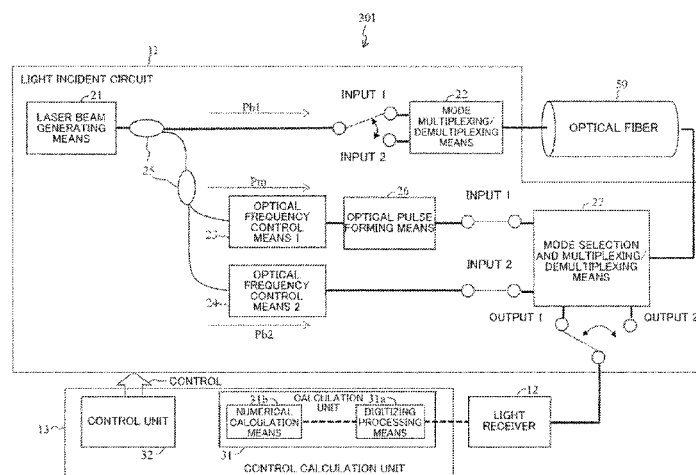 301
11
LIGHT INCIDENT CIRCUIT
21
LASER BEAM
GENERATING
MEANS
Pb1
INPUT 1
INPUT 2
22
MODE
MULTIPLEXING/
DEMULTIPLEXING
MEANS
50
OPTICAL FIBER
25
Pm
OPTICAL
FREQUENCY
CONTROL
MEANS 1
23
26
OPTICAL PULSE
FORMING MEANS
INPUT 1
INPUT 2
27
MODE SELECTION
AND MULTIPLEXING/
DEMULTIPLEXING
MEANS
OPTICAL
FREQUENCY
CONTROL
MEANS 2
24
Pb2
OUTPUT 1
OUTPUT 2
CONTROL
13
CONTROL UNIT
32
CALCULATION
UNIT
31b
NUMERICAL
CALCULATION
MEANS
31a
DIGITIZING
PROCESSING
MEANS
31
CONTROL CALCULATION UNIT
12
LIGHT
RECEIVER